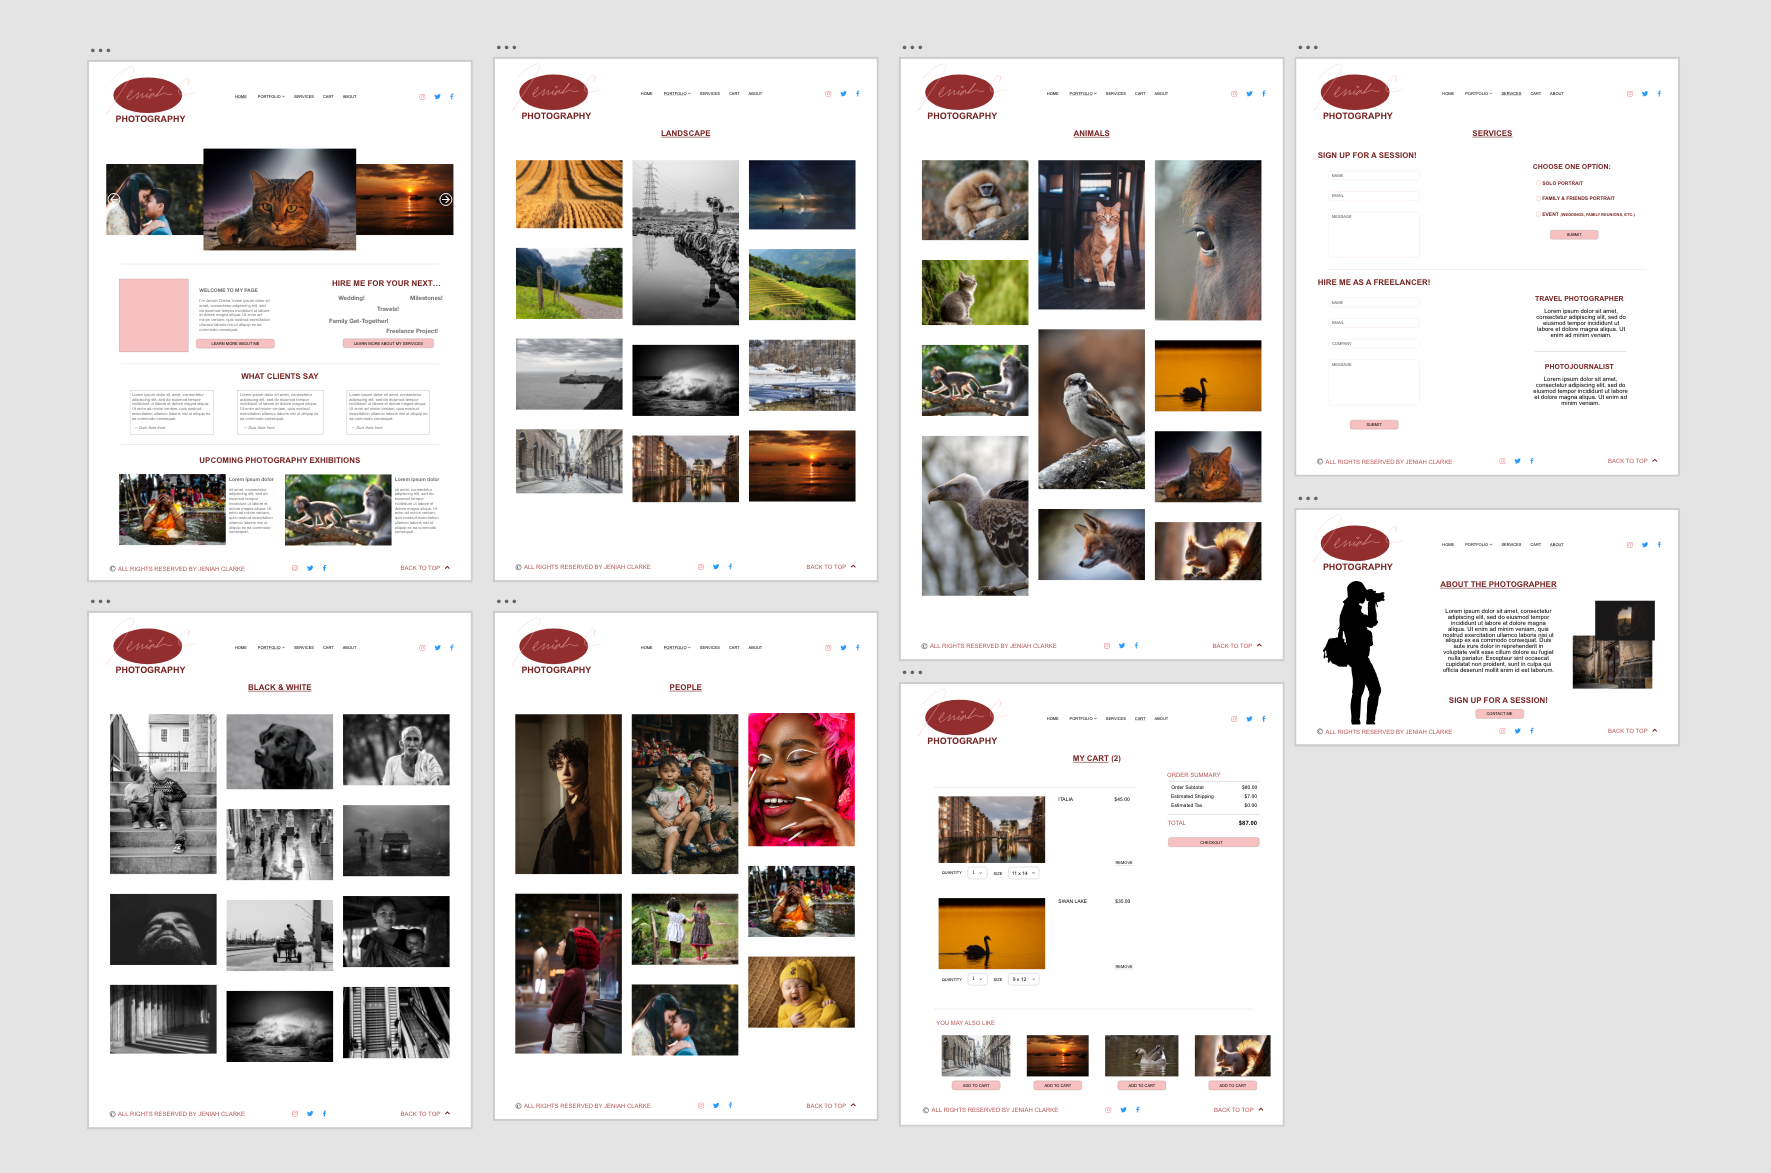 Jeniah
PHOTOGRAPHY
HOME PORTFOLIO SERVICES CART ABOUT
HIRE ME FOR YOUR NEXT...
WELCOME TO MY PAGE
Wedding! Milestones!
Travels!
Family Get-Together!
Freelance Project!
LEARN MORE ABOUT ME
LEARN MORE ABOUT MY SERVICES
WHAT CLIENTS SAY
UPCOMING PHOTOGRAPHY EXHIBITIONS
Lorem ipsum dolor
Lorem ipsum dolor
© ALL RIGHTS RESERVED BY JENIAH CLARKE
BACK TO TOP
Jeniah
PHOTOGRAPHY
HOME PORTFOLIO SERVICES CART ABOUT
LANDSCAPE
© ALL RIGHTS RESERVED BY JENIAH CLARKE
BACK TO TOP
Jeniah
PHOTOGRAPHY
HOME PORTFOLIO SERVICES CART ABOUT
ANIMALS
© ALL RIGHTS RESERVED BY JENIAH CLARKE
BACK TO TOP
Jeniah
PHOTOGRAPHY
HOME PORTFOLIO SERVICES CART ABOUT
SERVICES
SIGN UP FOR A SESSION!
NAME
EMAIL
MESSAGE
CHOOSE ONE OPTION:
SOLO PORTRAIT
FAMILY & FRIENDS PORTRAIT
EVENT (WEDDINGS, FAMILY REUNIONS, ETC.)
SUBMIT
HIRE ME AS A FREELANCER!
NAME
EMAIL
COMPANY
MESSAGE
SUBMIT
TRAVEL PHOTOGRAPHER
Lorem ipsum dolor sit amet,
consectetur adipiscing elit, sed do
eiusmod tempor incididunt ut
labore et dolore magna aliqua. Ut
enim ad minim veniam.
PHOTOJOURNALIST
Lorem ipsum dolor sit amet,
consectetur adipiscing elit, sed do
eiusmod tempor incididunt ut labore
et dolore magna aliqua. Ut enim ad
minim veniam.
© ALL RIGHTS RESERVED BY JENIAH CLARKE
BACK TO TOP
Jeniah
PHOTOGRAPHY
HOME PORTFOLIO SERVICES CART ABOUT
ABOUT THE PHOTOGRAPHER
Lorem ipsum dolor sit amet, consectetur
adipiscing elit, sed do eiusmod tempor
incididunt ut labore et dolore magna
aliqua. Ut enim ad minim veniam, quis
nostrud exercitation ullamco laboris nisi ut
aliquip ex ea commodo consequat. Duis
aute irure dolor in reprehenderit in
voluptate velit esse cillum dolore eu fugiat
nulla pariatur. Excepteur sint occaecat
cupidatat non proident, sunt in culpa qui
officia deserunt mollit anim id est laborum.
SIGN UP FOR A SESSION!
CONTACT ME
© ALL RIGHTS RESERVED BY JENIAH CLARKE
BACK TO TOP
Jeniah
PHOTOGRAPHY
HOME PORTFOLIO SERVICES CART ABOUT
BLACK & WHITE
© ALL RIGHTS RESERVED BY JENIAH CLARKE
BACK TO TOP
Jeniah
PHOTOGRAPHY
HOME PORTFOLIO SERVICES CART ABOUT
PEOPLE
© ALL RIGHTS RESERVED BY JENIAH CLARKE
BACK TO TOP
Jeniah
PHOTOGRAPHY
HOME PORTFOLIO SERVICES CART ABOUT
MY CART (2)
ITALIA $45.00
REMOVE
QUANTITY 1 SIZE 11 x 14
SWAN LAKE $35.00
REMOVE
QUANTITY 1 SIZE 9 x 12
ORDER SUMMARY
Order Subtotal $80.00
Estimated Shipping $7.00
Estimated Tax $0.00
TOTAL $87.00
CHECKOUT
YOU MAY ALSO LIKE
ADD TO CART
ADD TO CART
ADD TO CART
ADD TO CART
© ALL RIGHTS RESERVED BY JENIAH CLARKE
BACK TO TOP